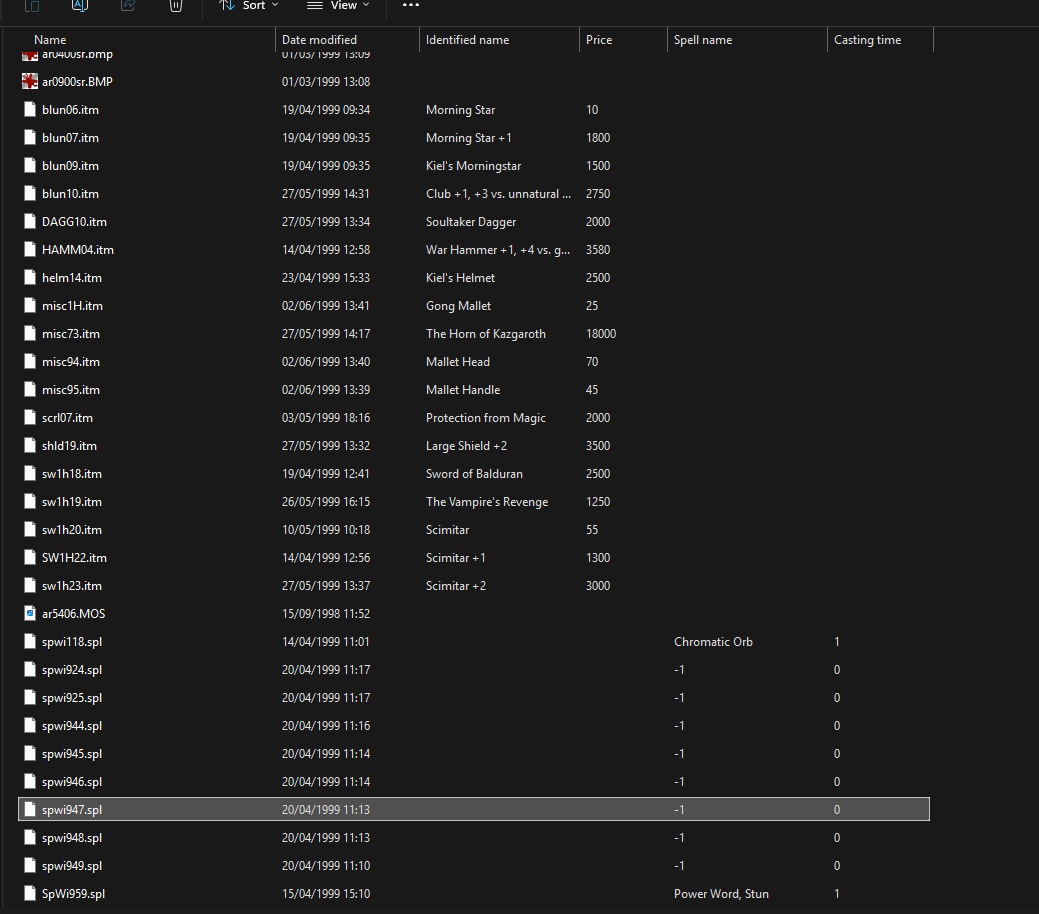 Sort View
Name Date modified Identified name Price Spell name Casting time
ar0400sr.bmp 01/03/1999 13:09
ar0900sr.BMP 01/03/1999 13:08
blun06.itm 19/04/1999 09:34 Morning Star 10
blun07.itm 19/04/1999 09:35 Morning Star +1 1800
blun09.itm 19/04/1999 09:35 Kiel's Morningstar 1500
blun10.itm 27/05/1999 14:31 Club +1, +3 vs. unnatural ... 2750
DAGG10.itm 27/05/1999 13:34 Soultaker Dagger 2000
HAMM04.itm 14/04/1999 12:58 War Hammer +1, +4 vs. g... 3580
helm14.itm 23/04/1999 15:33 Kiel's Helmet 2500
misc1H.itm 02/06/1999 13:41 Gong Mallet 25
misc73.itm 27/05/1999 14:17 The Horn of Kazgaroth 18000
misc94.itm 02/06/1999 13:40 Mallet Head 70
misc95.itm 02/06/1999 13:39 Mallet Handle 45
scrl07.itm 03/05/1999 18:16 Protection from Magic 2000
shld19.itm 27/05/1999 13:32 Large Shield +2 3500
sw1h18.itm 19/04/1999 12:41 Sword of Balduran 2500
sw1h19.itm 26/05/1999 16:15 The Vampire's Revenge 1250
sw1h20.itm 10/05/1999 10:18 Scimitar 55
SW1H22.itm 14/04/1999 12:56 Scimitar +1 1300
sw1h23.itm 27/05/1999 13:37 Scimitar +2 3000
ar5406.MOS 15/09/1998 11:52
spwi118.spl 14/04/1999 11:01 Chromatic Orb 1
spwi924.spl 20/04/1999 11:17 -1 0
spwi925.spl 20/04/1999 11:17 -1 0
spwi944.spl 20/04/1999 11:16 -1 0
spwi945.spl 20/04/1999 11:14 -1 0
spwi946.spl 20/04/1999 11:14 -1 0
spwi947.spl 20/04/1999 11:13 -1 0
spwi948.spl 20/04/1999 11:13 -1 0
spwi949.spl 20/04/1999 11:10 -1 0
SpWi959.spl 15/04/1999 15:10 Power Word, Stun 1